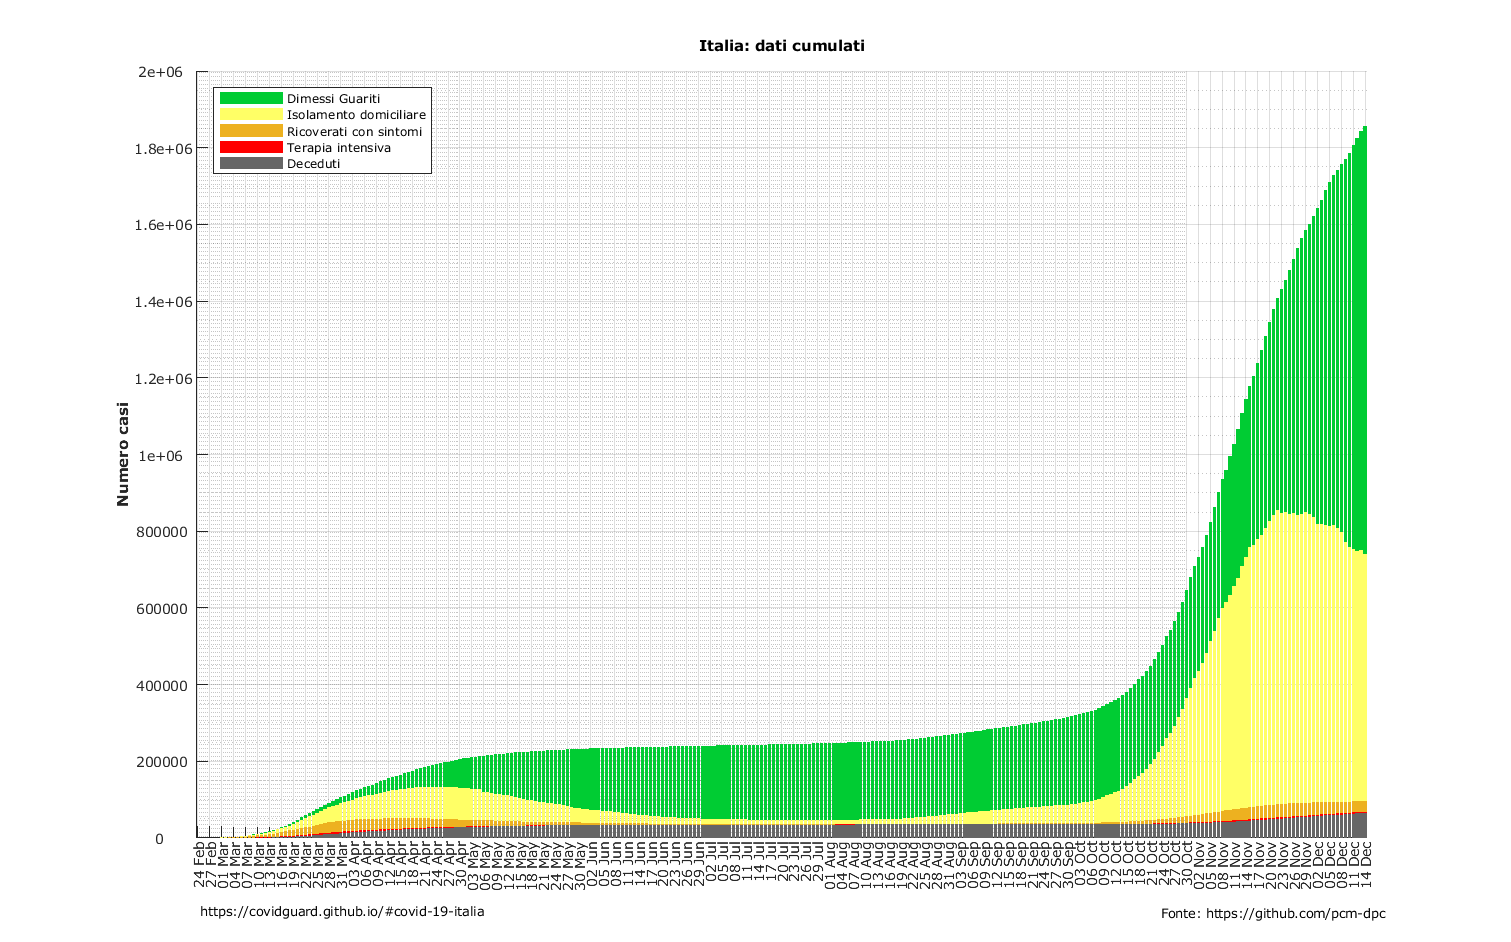 Italia: dati cumulati
2e+06
1.8e+06
1.6e+06
1.4e+06
1.2e+06
1e+06
800000
600000
400000
200000
0
Numero casi
Dimessi Guariti
Isolamento domiciliare
Ricoverati con sintomi
Terapia intensiva
Deceduti
24 Feb
27 Feb
01 Mar
04 Mar
07 Mar
10 Mar
13 Mar
16 Mar
19 Mar
22 Mar
25 Mar
28 Mar
31 Mar
03 Apr
06 Apr
09 Apr
12 Apr
15 Apr
18 Apr
21 Apr
24 Apr
27 Apr
30 Apr
03 May
06 May
09 May
12 May
15 May
18 May
21 May
24 May
27 May
30 May
02 Jun
05 Jun
08 Jun
11 Jun
14 Jun
17 Jun
20 Jun
23 Jun
26 Jun
29 Jun
02 Jul
05 Jul
08 Jul
11 Jul
14 Jul
17 Jul
20 Jul
23 Jul
26 Jul
29 Jul
01 Aug
04 Aug
07 Aug
10 Aug
13 Aug
16 Aug
19 Aug
22 Aug
25 Aug
28 Aug
31 Aug
03 Sep
06 Sep
09 Sep
12 Sep
15 Sep
18 Sep
21 Sep
24 Sep
27 Sep
30 Sep
03 Oct
06 Oct
09 Oct
12 Oct
15 Oct
18 Oct
21 Oct
24 Oct
27 Oct
30 Oct
02 Nov
05 Nov
08 Nov
11 Nov
14 Nov
17 Nov
20 Nov
23 Nov
26 Nov
29 Nov
02 Dec
05 Dec
08 Dec
11 Dec
14 Dec
https://covidguard.github.io/#covid-19-italia
Fonte: https://github.com/pcm-dpc